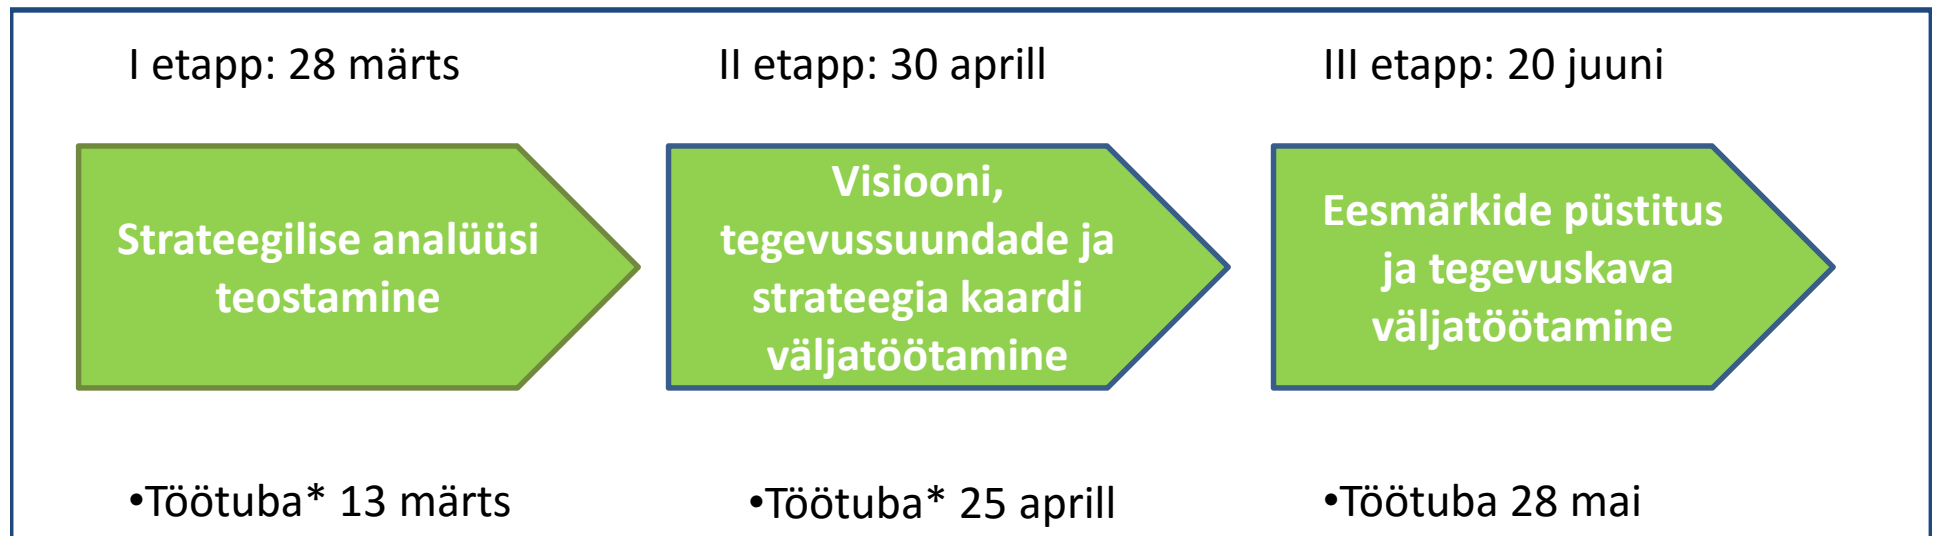 I etapp: 28 märts
II etapp: 30 aprill
III etapp: 20 juuni
Strateegilise analüüsi
teostamine
Visiooni,
tegevussuundade ja
strateegia kaardi
väljatöötamine
Eesmärkide püstitus
ja tegevuskava
väljatöötamine
•Töötuba* 13 märts
•Töötuba* 25 aprill
•Töötuba 28 mai